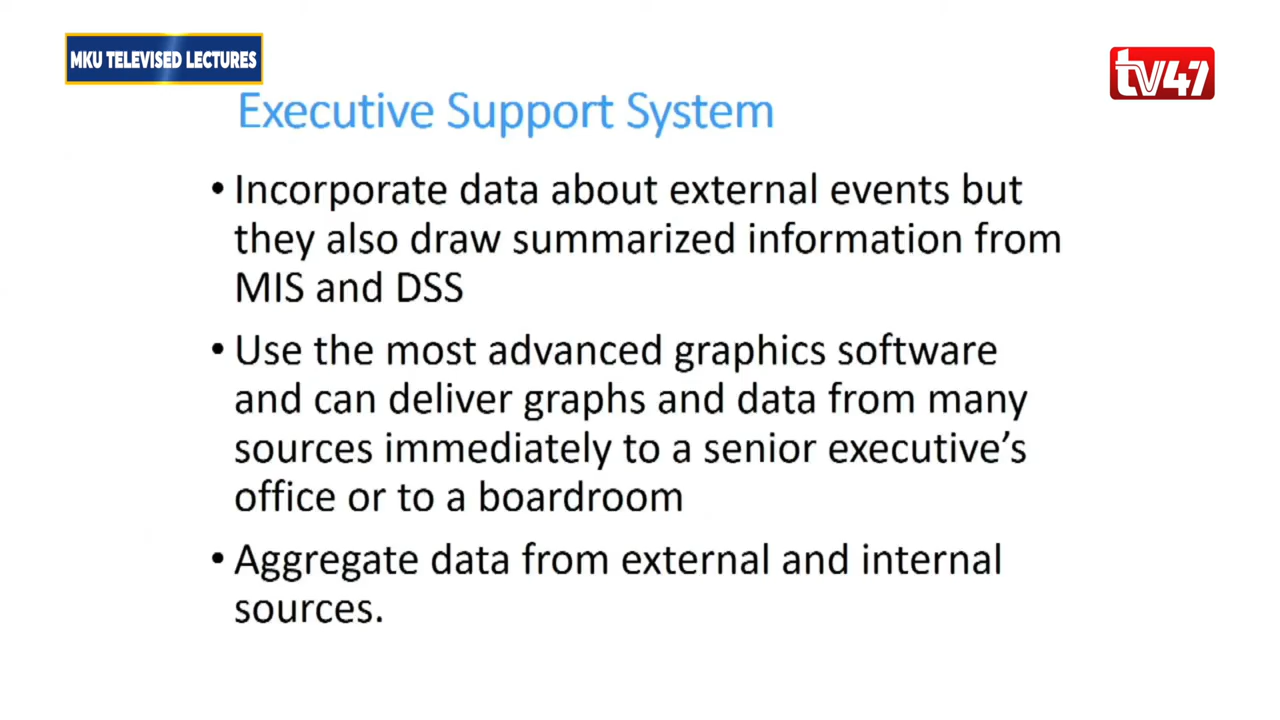 MKU TELEVISED LECTURES
tv47
Executive Support System
• Incorporate data about external events but
they also draw summarized information from
MIS and DSS
• Use the most advanced graphics software
and can deliver graphs and data from many
sources immediately to a senior executive’s
office or to a boardroom
• Aggregate data from external and internal
sources.